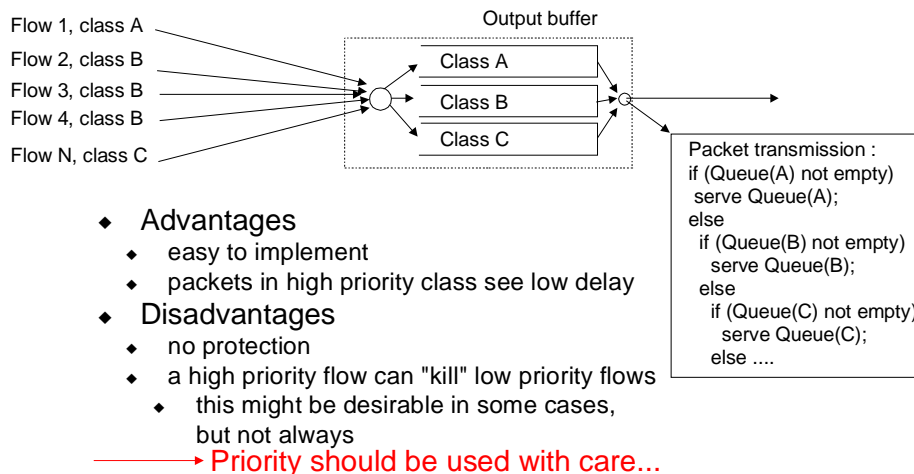 Output buffer
Flow 1, class A
Flow 2, class B
Flow 3, class B
Flow 4, class B
Flow N, class C
Class A
Class B
Class C
Packet transmission :
if (Queue(A) not empty)
serve Queue(A);
else
if (Queue(B) not empty)
serve Queue(B);
else
if (Queue(C) not empty)
serve Queue(C);
else ....
Advantages
easy to implement
packets in high priority class see low delay
Disadvantages
no protection
a high priority flow can "kill" low priority flows
this might be desirable in some cases,
but not always
Priority should be used with care...